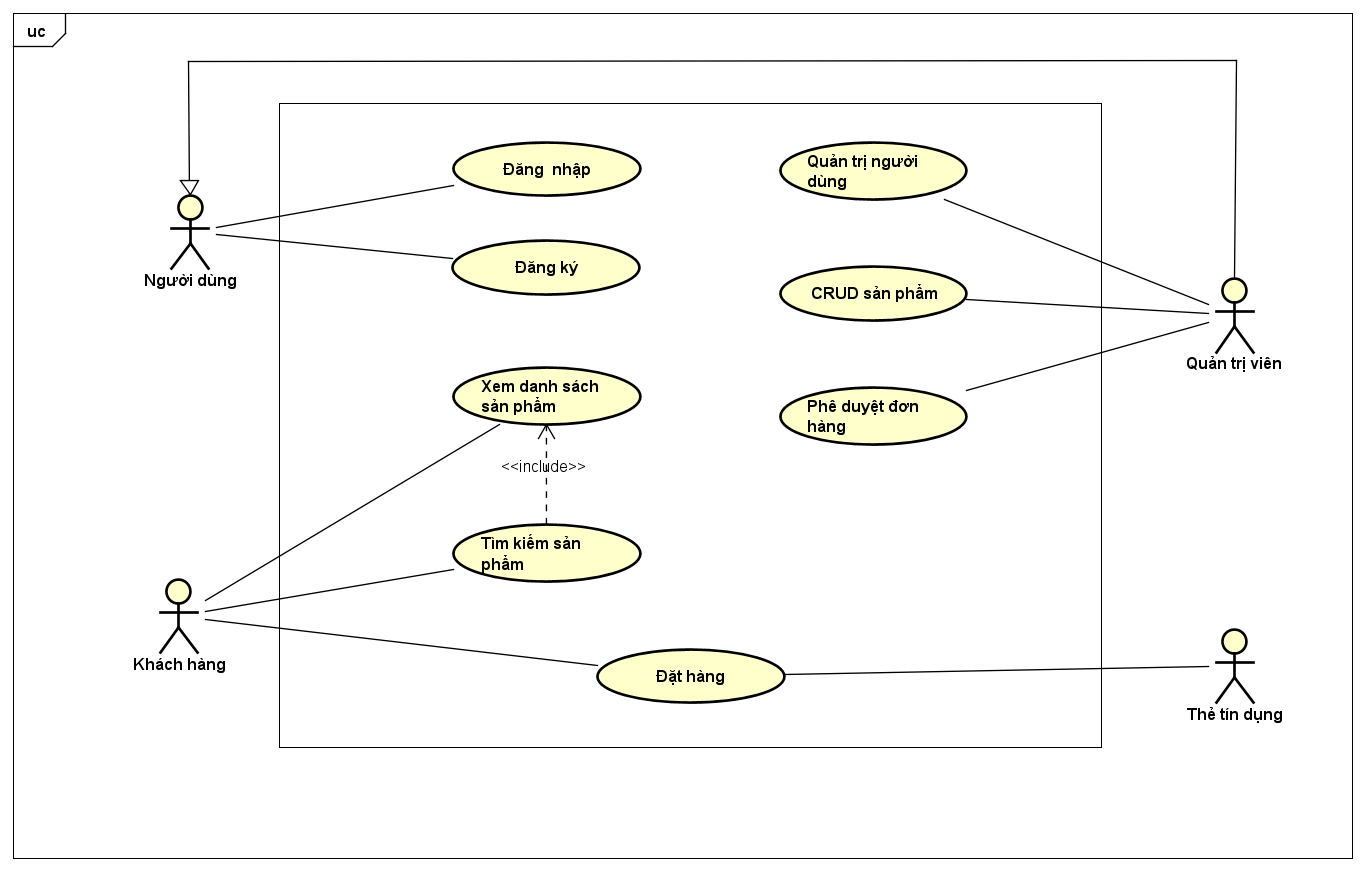 uc
Đăng  nhập
Quản trị người
dùng
Đăng ký
Người dùng
CRUD sản phẩm
Quản trị viên
Xem danh sách
sản phẩm
Phê duyệt đơn
hàng
<<include>>
Tìm kiếm sản
phẩm
Khách hàng
Đặt hàng
Thẻ tín dụng